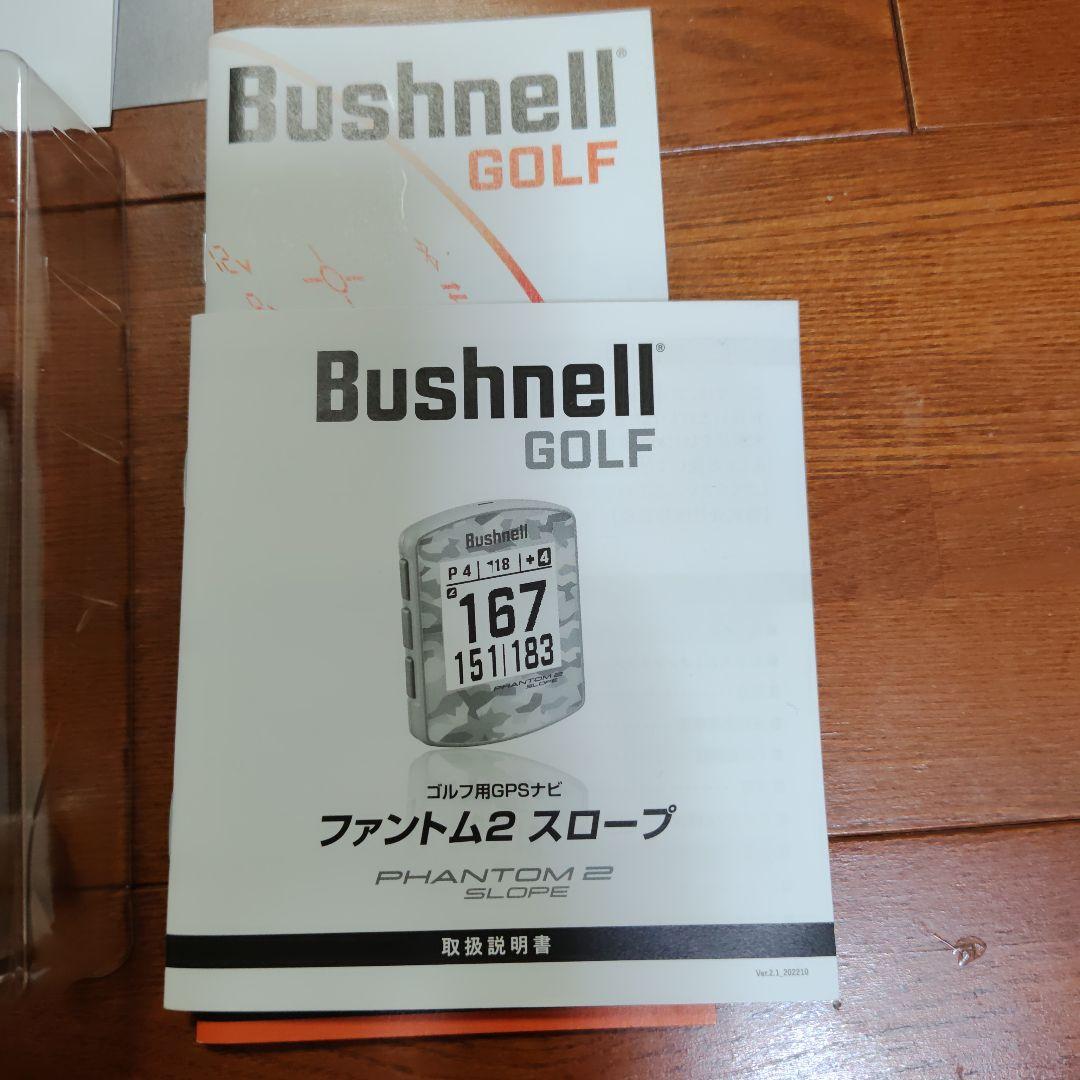 Bushnell®
GOLF
Bushnell®
GOLF
Bushnell
P 4 18 +4
4
167
151 183
PHANTOM 2
SLOPE
ゴルフ用GPSナビ
ファントム2 スロープ
PHANTOM 2
SLOPE
取扱説明書
Ver.2.1_202210